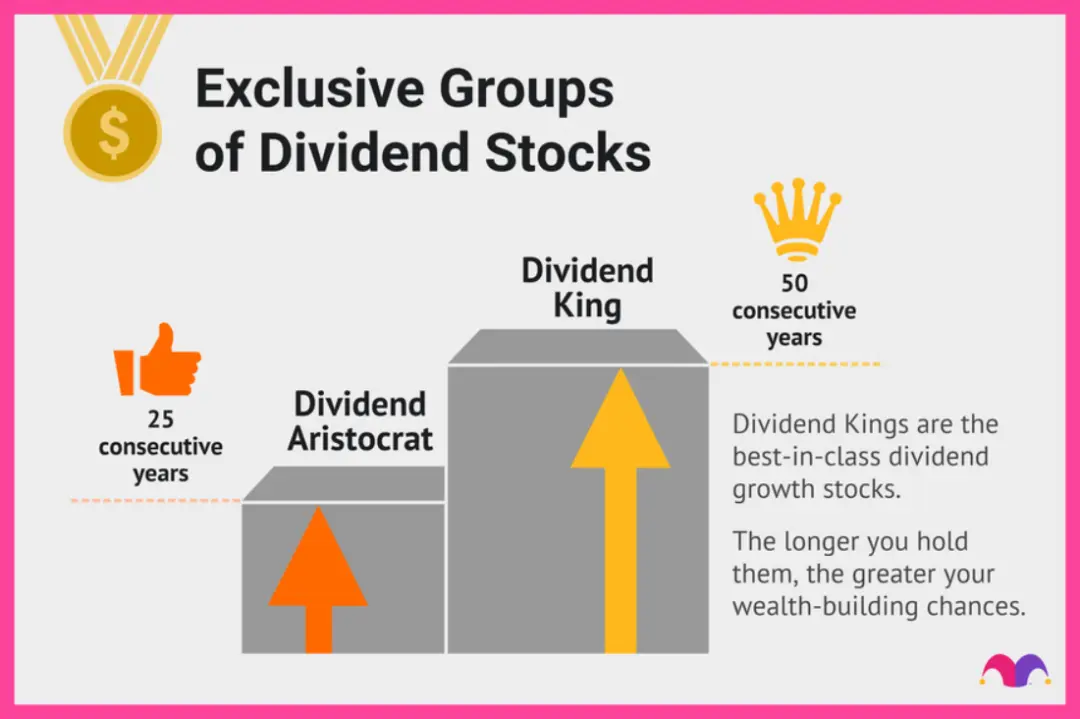 Exclusive Groups
of Dividend Stocks
$
Dividend
King
50
consecutive
years
25
consecutive
years
Dividend
Aristocrat
Dividend Kings are the
best-in-class dividend
growth stocks.
The longer you hold
them, the greater your
wealth-building chances.